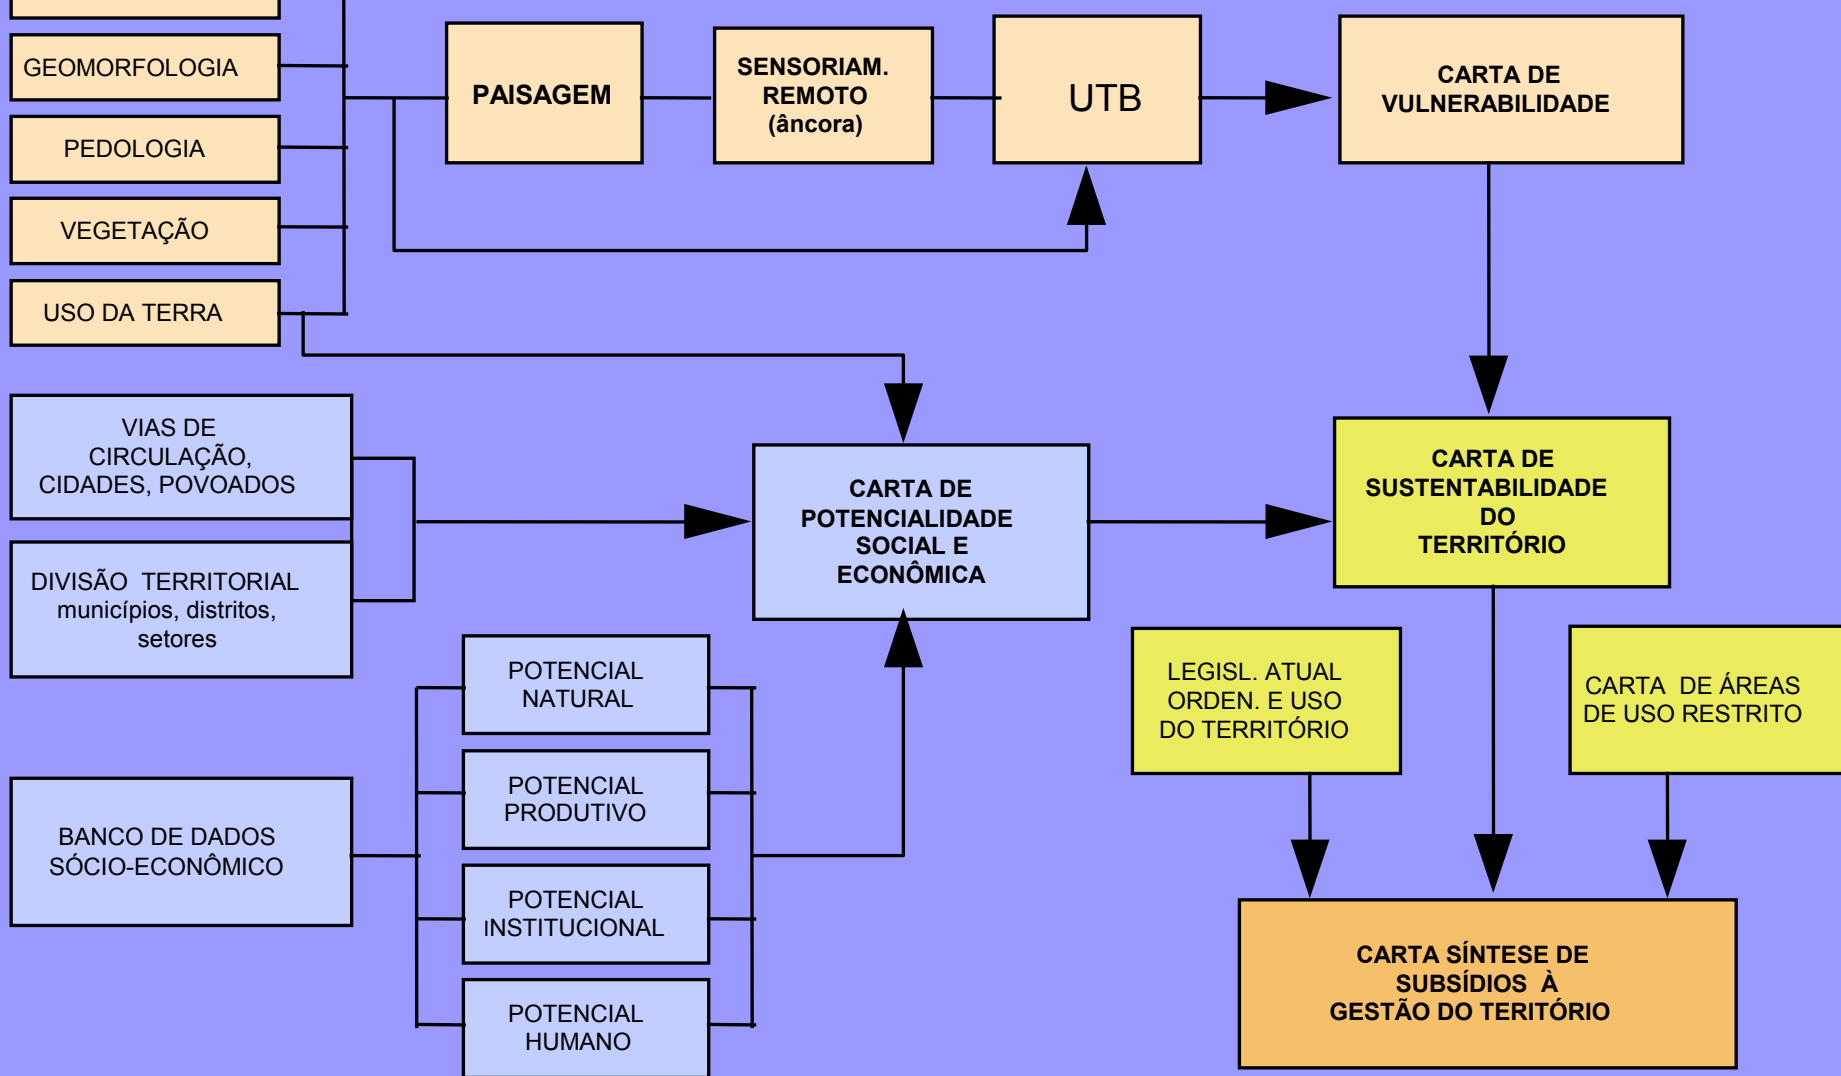 GEOMORFOLOGIA
PEDOLOGIA
VEGETAÇÃO
USO DA TERRA
PAISAGEM
SENSORIAM.
REMOTO
(âncora)
UTB
CARTA DE
VULNERABILIDADE
VIAS DE
CIRCULAÇÃO,
CIDADES, POVOADOS
DIVISÃO TERRITORIAL
municípios, distritos,
setores
BANCO DE DADOS
SÓCIO-ECONÔMICO
POTENCIAL
NATURAL
POTENCIAL
PRODUTIVO
POTENCIAL
INSTITUCIONAL
POTENCIAL
HUMANO
CARTA DE
POTENCIALIDADE
SOCIAL E
ECONÔMICA
CARTA DE
SUSTENTABILIDADE
DO
TERRITÓRIO
LEGISL. ATUAL
ORDEN. E USO
DO TERRITÓRIO
CARTA DE ÁREAS
DE USO RESTRITO
CARTA SÍNTESE DE
SUBSÍDIOS À
GESTÃO DO TERITÓRIO